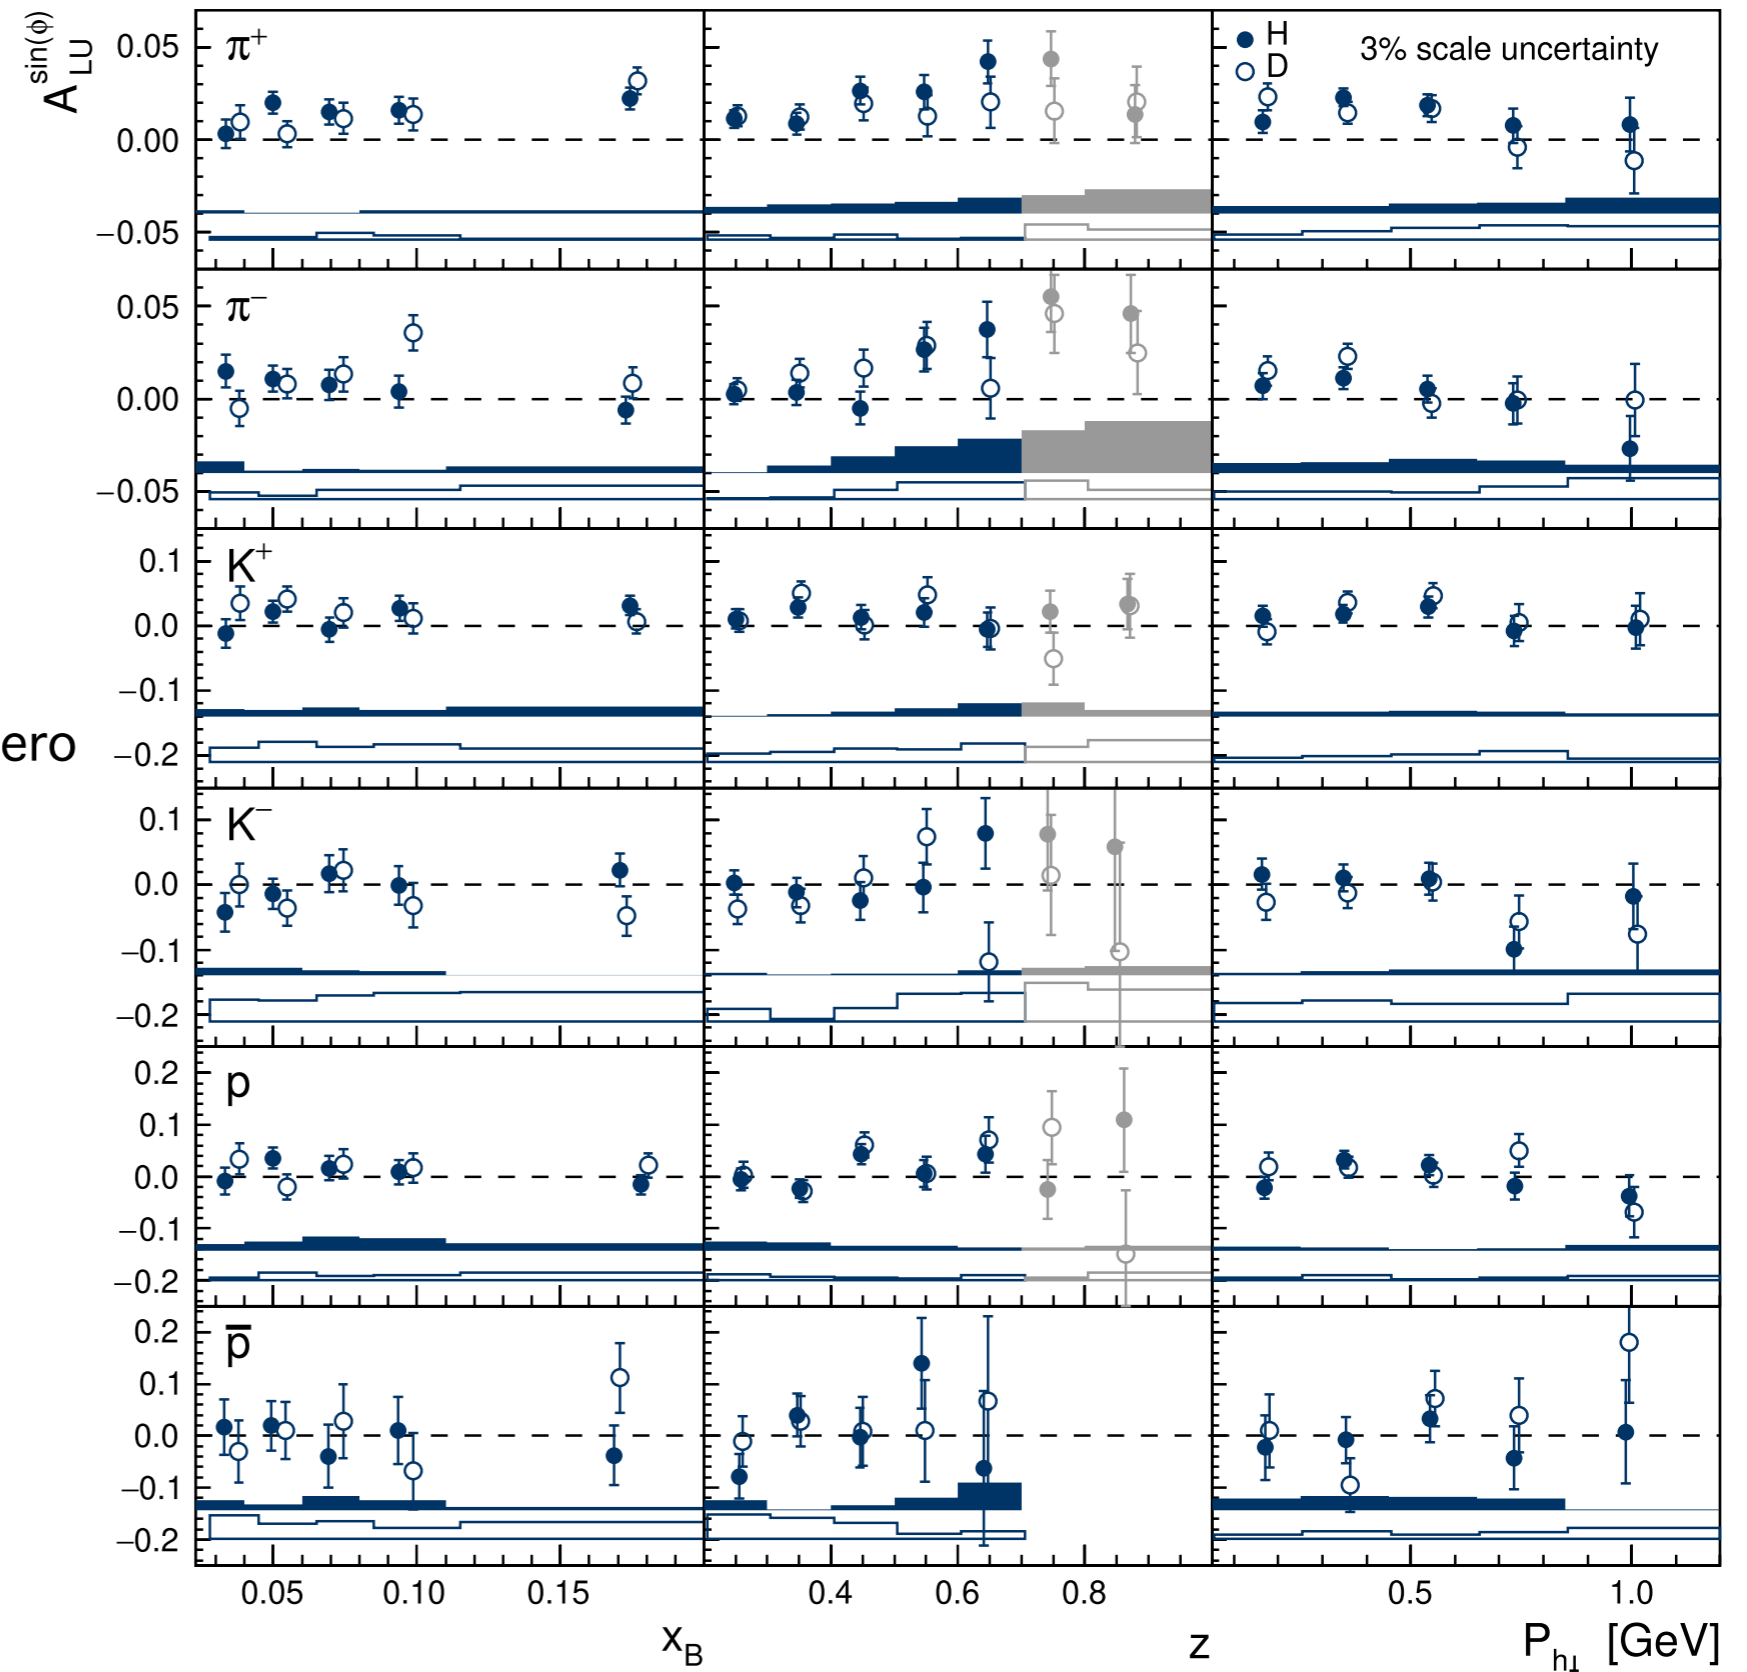 A_LU^sin(ϕ)
π⁺
H
D
3% scale uncertainty
0.05
0.00
−0.05
π⁻
0.05
0.00
−0.05
K⁺
0.1
0.0
−0.1
−0.2
ero
K⁻
0.1
0.0
−0.1
−0.2
p
0.2
0.1
0.0
−0.1
−0.2
p̅
0.2
0.1
0.0
−0.1
−0.2
0.05 0.10 0.15 0.4 0.6 0.8 0.5 1.0
x_B z P_h⊥ [GeV]